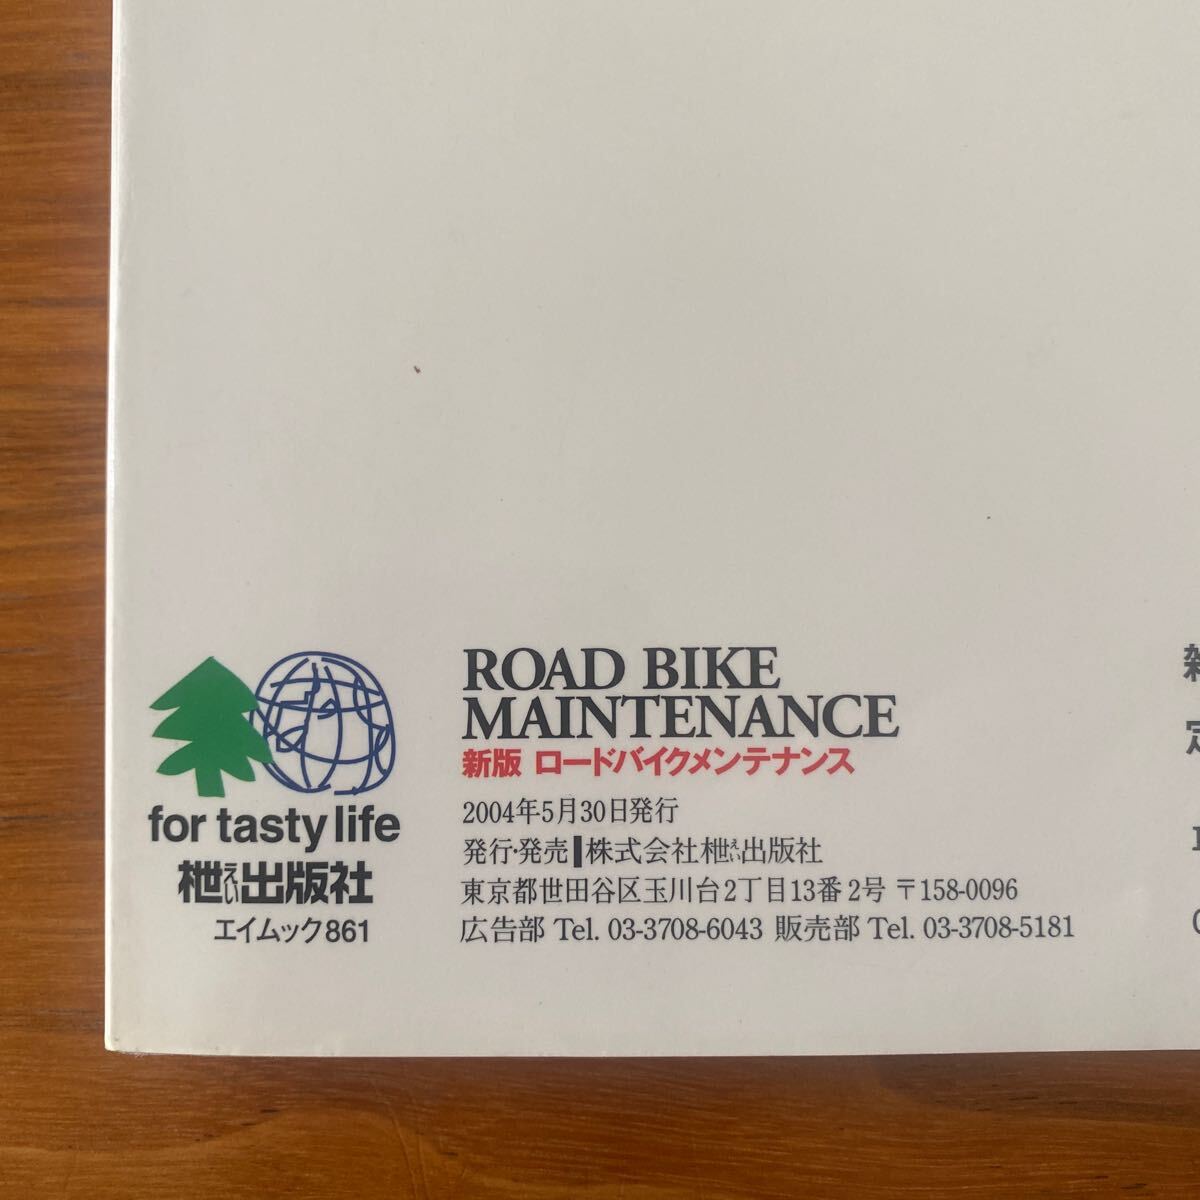 for tasty life
枻えい出版社
エイムック861
ROAD BIKE
MAINTENANCE
新版 ロードバイクメンテナンス
2004年5月30日発行
発行・発売 ┃株式会社枻えい出版社
東京都世田谷区玉川台2丁目13番2号 〒158-0096
広告部 Tel. 03-3708-6043 販売部 Tel. 03-3708-5181